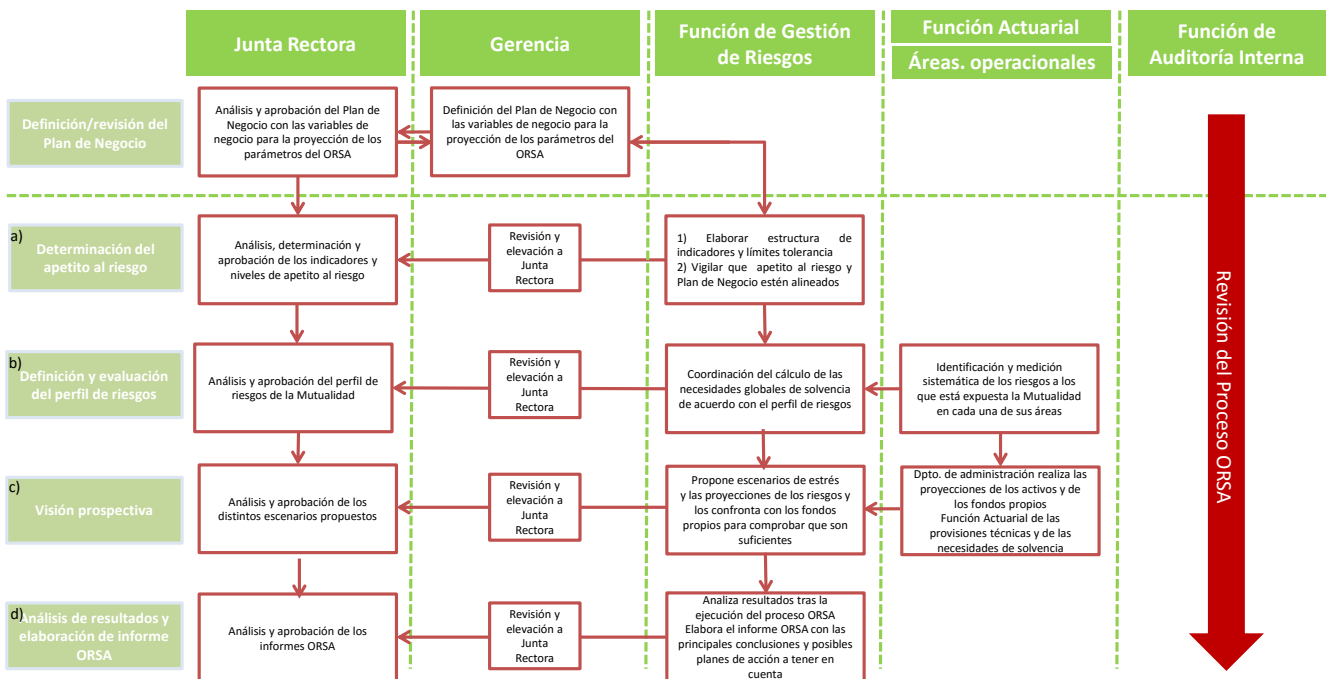 Junta Rectora
Gerencia
Función de Gestión
de Riesgos
Función Actuarial
Áreas. operacionales
Función de
Auditoría Interna
Definición/revisión del
Plan de Negocio
Análisis y aprobación del Plan de
Negocio con las variables de
negocio para la proyección de los
parámetros del ORSA
Definición del Plan de Negocio con
las variables de negocio para la
proyección de los parámetros del
ORSA
a)
Determinación del
apetito al riesgo
Análisis, determinación y
aprobación de los indicadores y
niveles de apetito al riesgo
Revisión y
elevación a
Junta
Rectora
1) Elaborar estructura de
indicadores y límites tolerancia
2) Vigilar que apetito al riesgo y
Plan de Negocio estén alineados
b)
Definición y evaluación
del perfil de riesgos
Análisis y aprobación del perfil de
riesgos de la Mutualidad
Revisión y
elevación a
Junta
Rectora
Coordinación del cálculo de las
necesidades globales de solvencia
de acuerdo con el perfil de riesgos
Identificación y medición
sistemática de los riesgos a los
que está expuesta la Mutualidad
en cada una de sus áreas
c)
Visión prospectiva
Análisis y aprobación de los
distintos escenarios propuestos
Revisión y
elevación a
Junta
Rectora
Propone escenarios de estrés
y las proyecciones de los riesgos y
los confronta con los fondos
propios para comprobar que son
suficientes
Dpto. de administración realiza las
proyecciones de los activos y de
los fondos propios
Función Actuarial de las
provisiones técnicas y de las
necesidades de solvencia
d)
Análisis de resultados y
elaboración de informe
ORSA
Análisis y aprobación de los
informes ORSA
Revisión y
elevación a
Junta
Rectora
Analiza resultados tras la
ejecución del proceso ORSA
Elabora el informe ORSA con las
principales conclusiones y posibles
planes de acción a tener en
cuenta
Revisión del Proceso ORSA